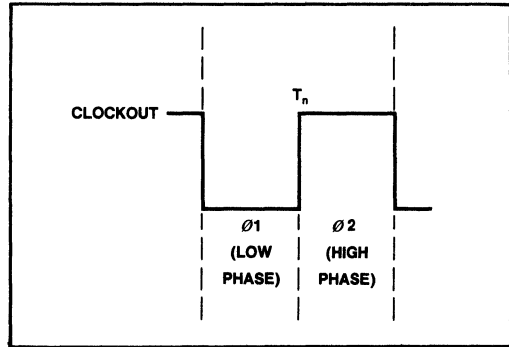 Tn
CLOCKOUT
Ø1
(LOW
PHASE)
Ø2
(HIGH
PHASE)